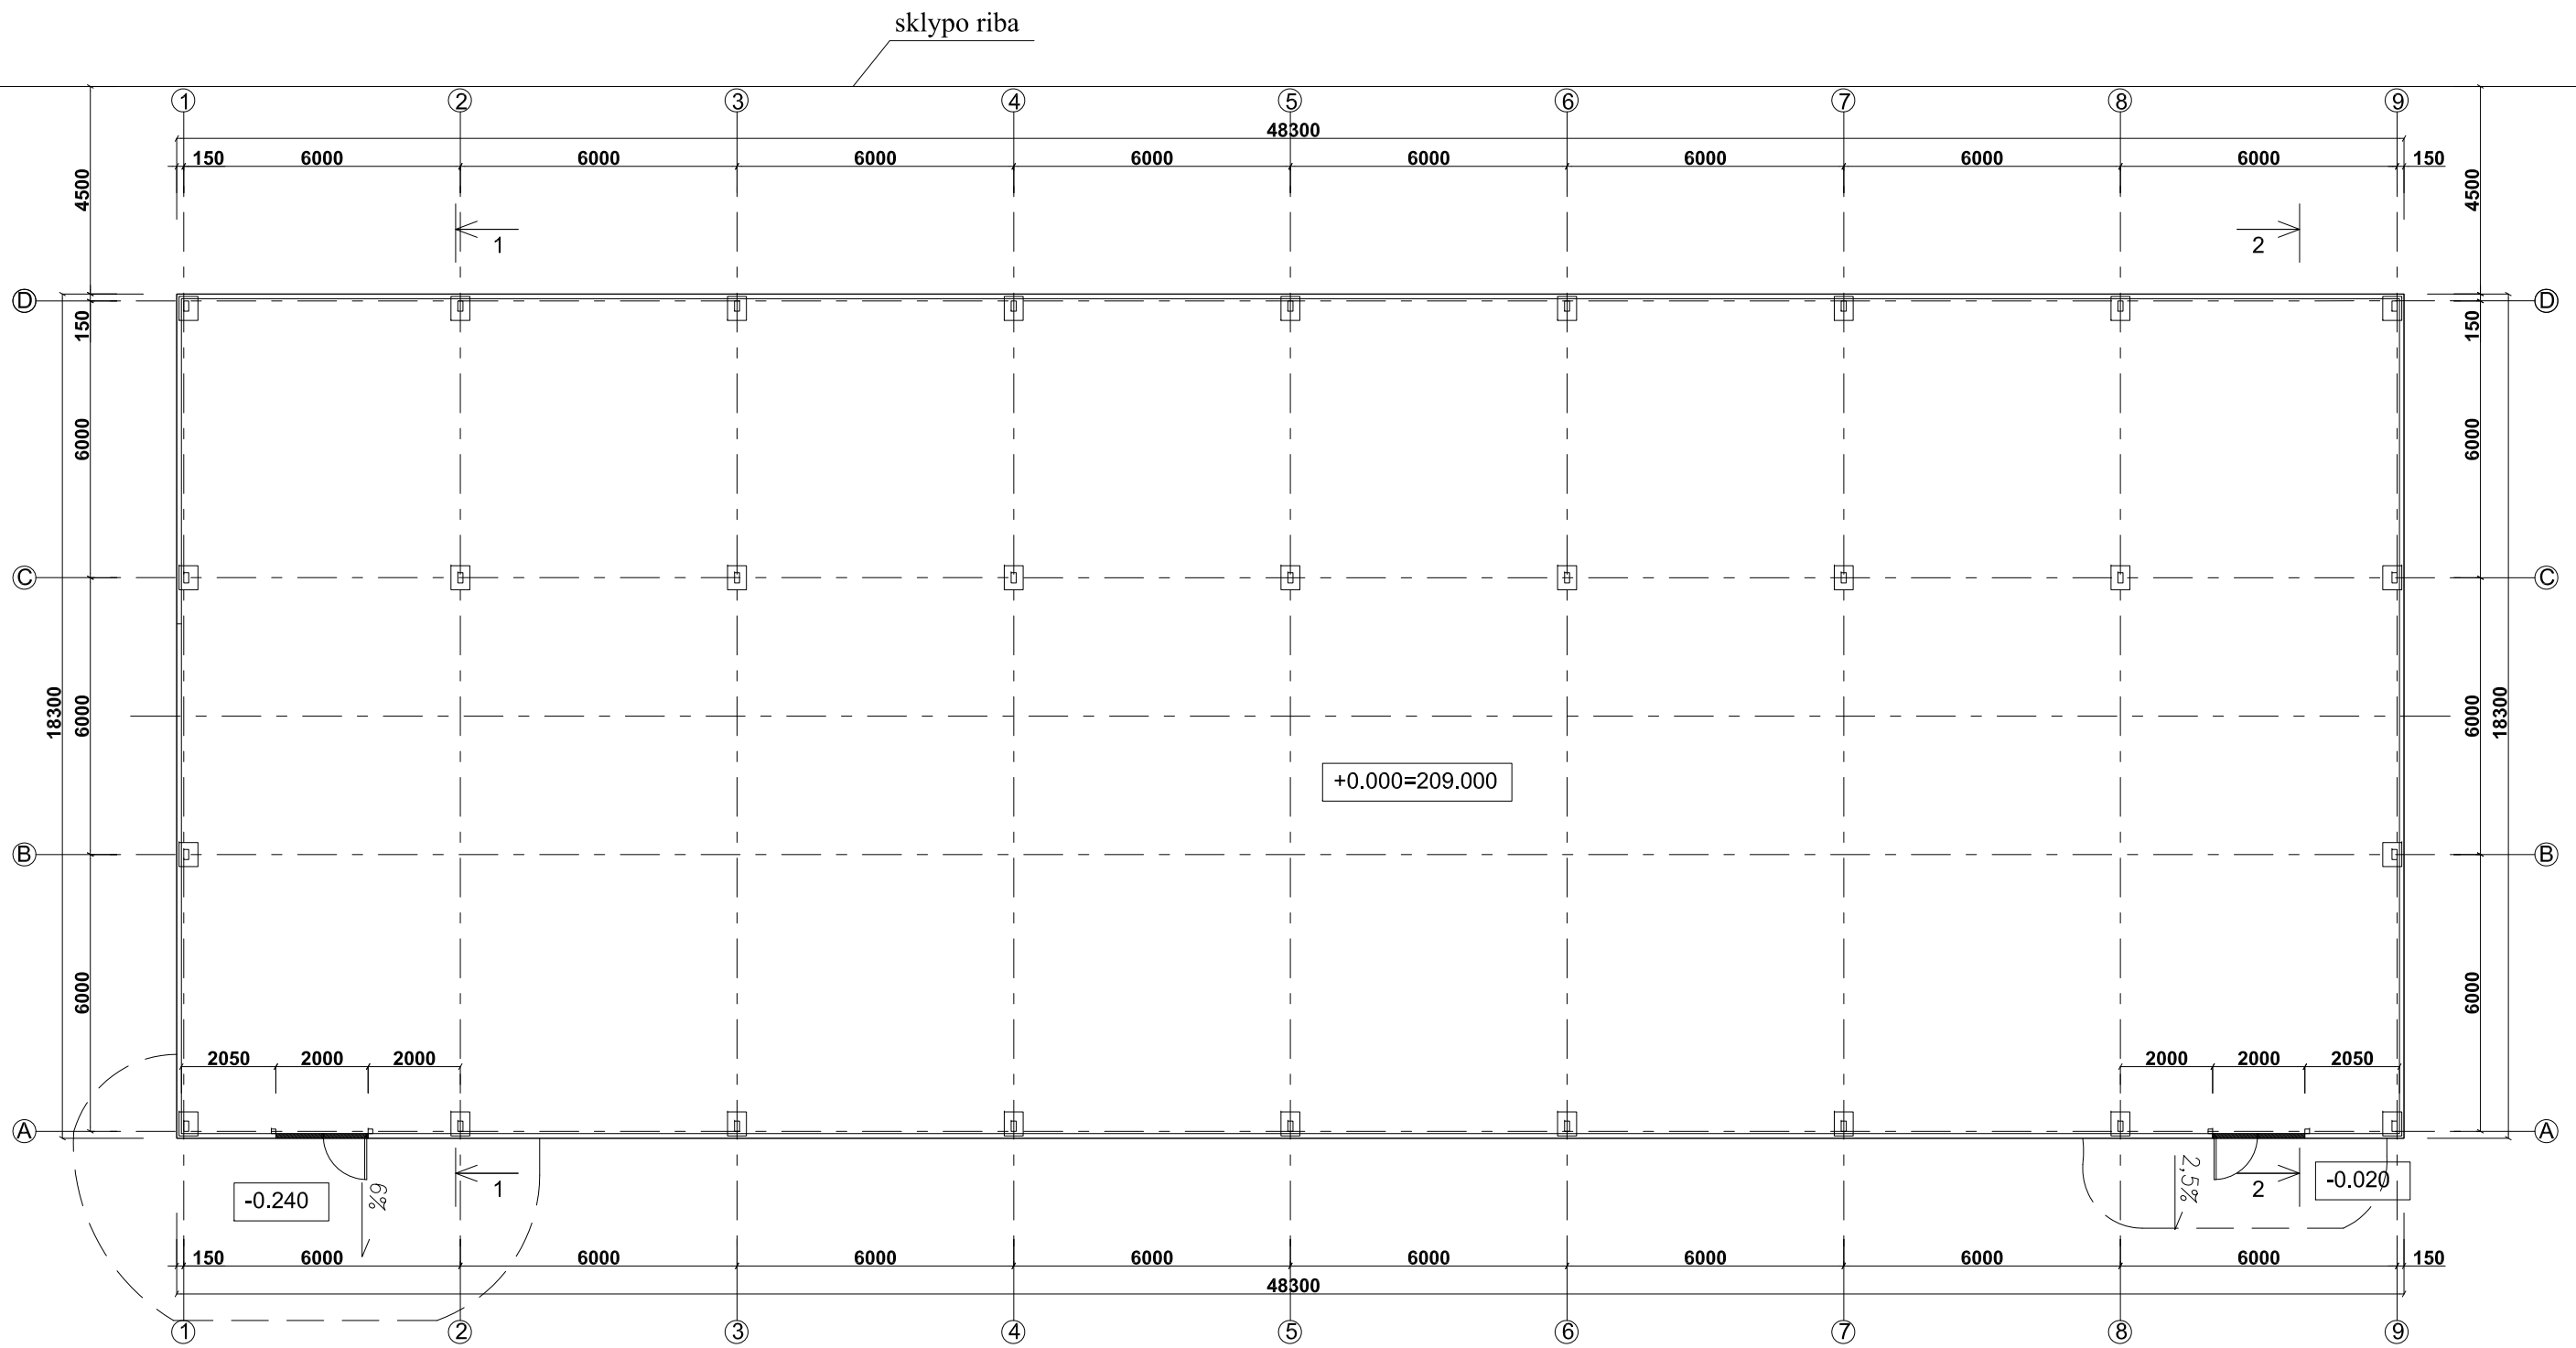 sklypo riba
1 2 3 4 5 6 7 8 9
48300
150 6000 6000 6000 6000 6000 6000 6000 6000 150
4500 4500
1 2
D D
150 150
6000 6000
C C
18300 6000 6000 18300
+0.000=209.000
B B
6000 6000
2050 2000 2000 2000 2000 2050
A A
-0.240 6% 1 2,5% 2 -0.020
150 6000 6000 6000 6000 6000 6000 6000 6000 150
48300
1 2 3 4 5 6 7 8 9